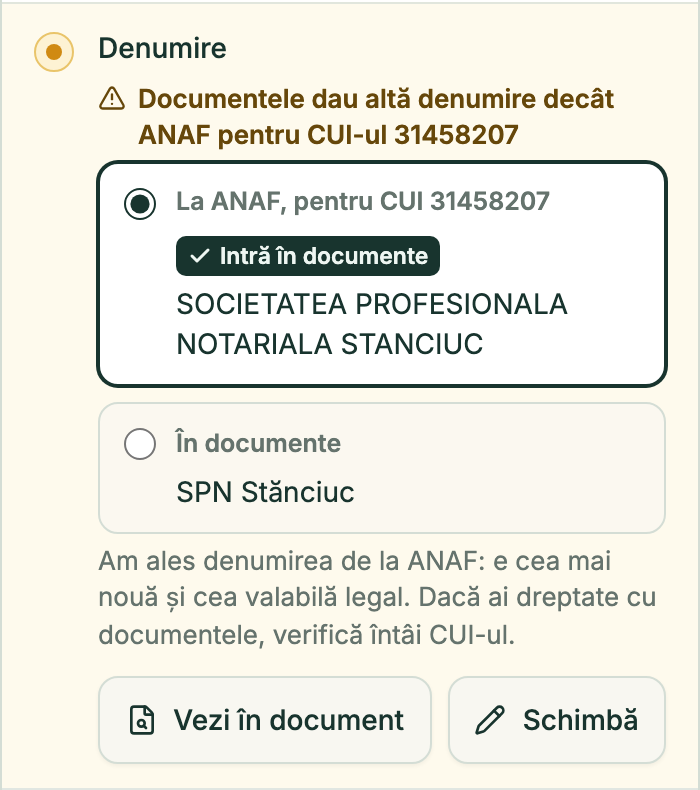 Denumire
Documentele dau altă denumire decât
ANAF pentru CUI-ul 31458207
La ANAF, pentru CUI 31458207
Intră în documente
SOCIETATEA PROFESIONALA
NOTARIALA STANCIUC
În documente
SPN Stănciuc
Am ales denumirea de la ANAF: e cea mai
nouă și cea valabilă legal. Dacă ai dreptate cu
documentele, verifică întâi CUI-ul.
Vezi în document
Schimbă